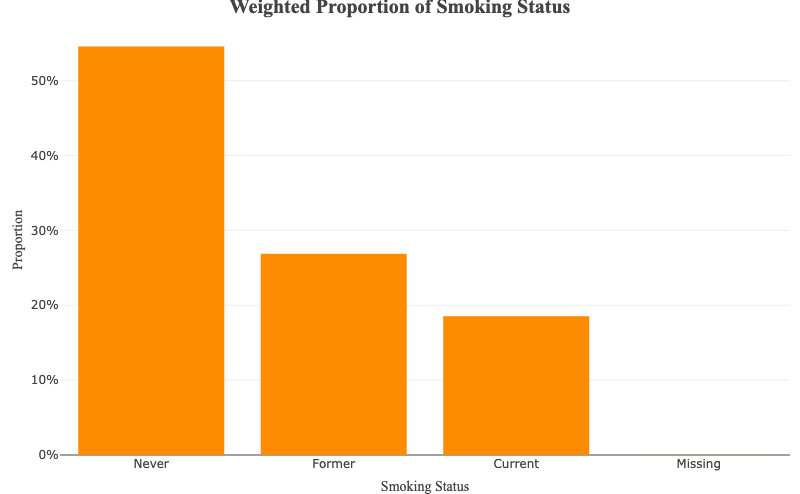 Weighted Proportion of Smoking Status
50%
40%
30%
20%
10%
0%
Proportion
Never
Former
Current
Missing
Smoking Status